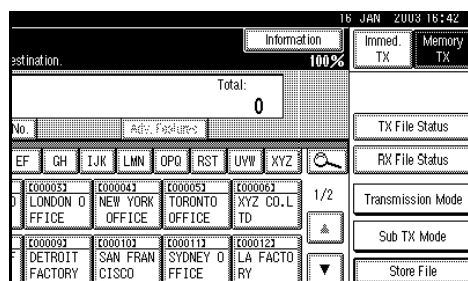 16 JAN 2003 16:42
Information
Immed. TX
Memory TX
estination.
100%
Total:
0
No.
Adv. Features
TX File Status
EF GH IJK LMN OPQ RST UVW XYZ
RX File Status
[00003] [00004] [00005] [00006]
LONDON O NEW YORK TORONTO XYZ CO.L
FFICE OFFICE OFFICE TD
1/2
Transmission Mode
Sub TX Mode
[00009] [00010] [00011] [00012]
F DETROIT SAN FRAN SYDNEY O LA FACTO
FACTORY CISCO FFICE RY
Store File